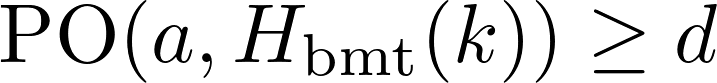 PO(a, H_bmt(k)) ≥ d